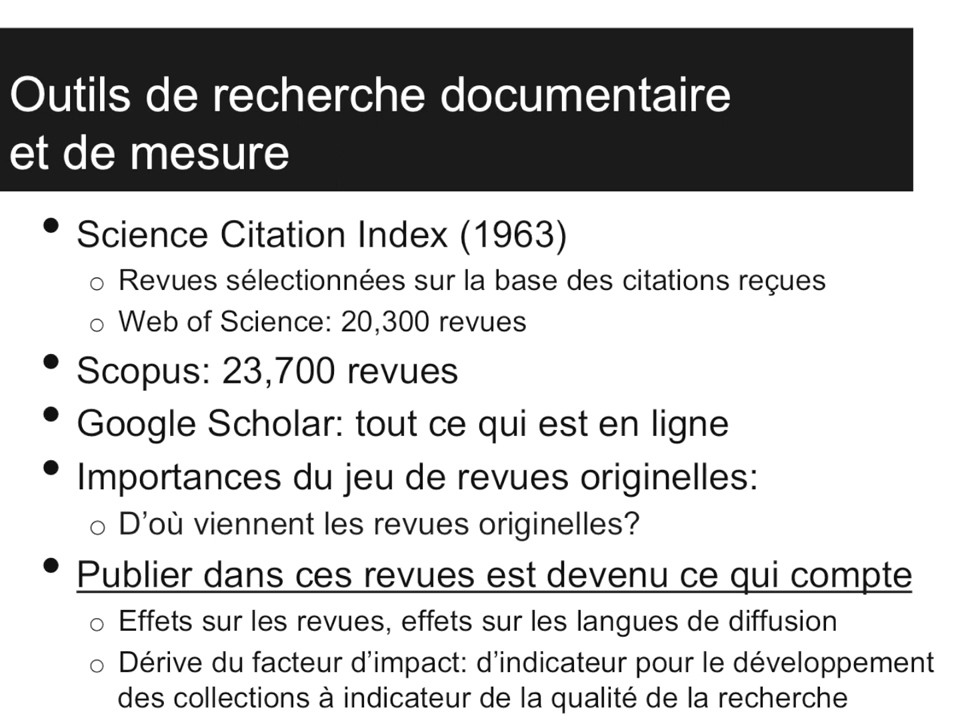 Outils de recherche documentaire
et de mesure
• Science Citation Index (1963)
o Revues sélectionnées sur la base des citations reçues
o Web of Science: 20,300 revues
• Scopus: 23,700 revues
• Google Scholar: tout ce qui est en ligne
• Importances du jeu de revues originelles:
o D’où viennent les revues originelles?
• Publier dans ces revues est devenu ce qui compte
o Effets sur les revues, effets sur les langues de diffusion
o Dérive du facteur d’impact: d’indicateur pour le développement
des collections à indicateur de la qualité de la recherche